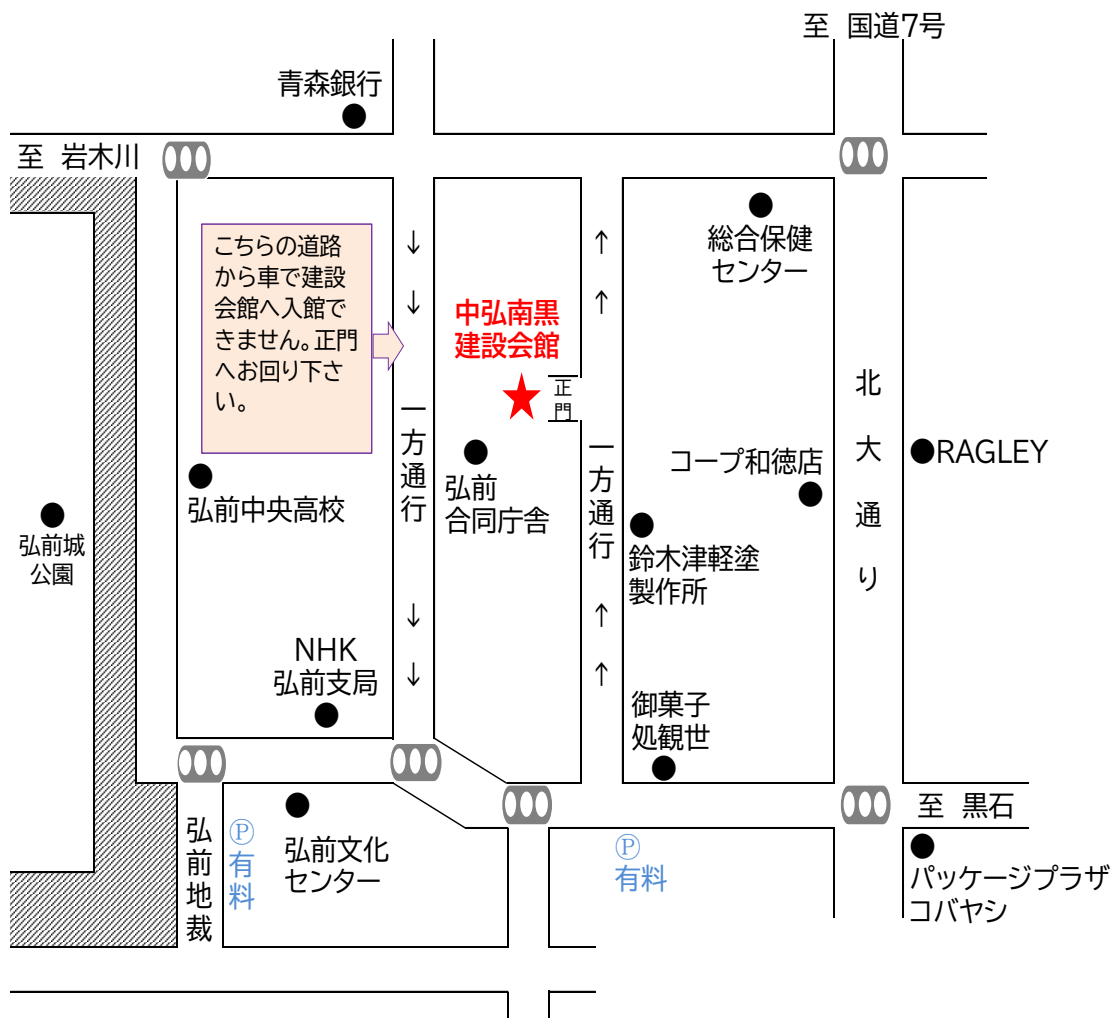 至 国道7号
青森銀行
至 岩木川
こちらの道路
から車で建設
会館へ入館で
きません。正門
へお回り下さ
い。
↓
↓
↑
↑
総合保健
センター
中弘南黒
建設会館
正
門
一方通行
一方通行
北大通り
RAGLEY
コープ和徳店
弘前中央高校
弘前
合同庁舎
弘前城
公園
鈴木津軽塗
製作所
↓
↓
↑
↑
NHK
弘前支局
御菓子
処観世
至 黒石
弘前地裁
Ⓟ
有
料
弘前文化
センター
Ⓟ
有料
パッケージプラザ
コバヤシ